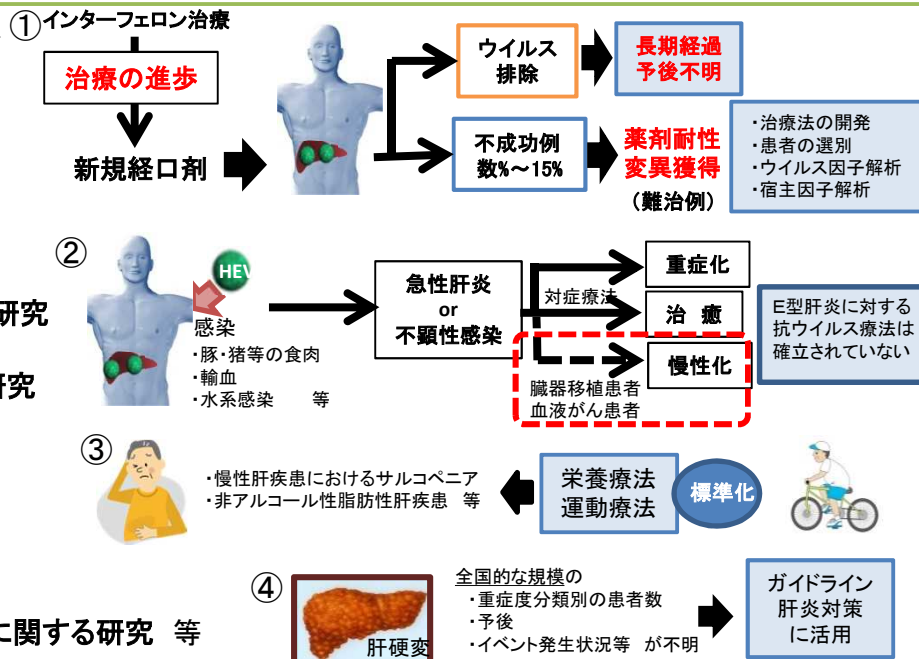 ①インターフェロン治療
治療の進歩
新規経口剤
ウイルス
排除
長期経過
予後不明
不成功例
数%~15%
薬剤耐性
変異獲得
(難治例)
・治療法の開発
・患者の選別
・ウイルス因子解析
・宿主因子解析
②
HEV
研究
研究
感染
・豚・猪等の食肉
・輸血
・水系感染 等
急性肝炎
or
不顕性感染
対症療法
重症化
治 癒
慢性化
臓器移植患者
血液がん患者
E型肝炎に対する
抗ウイルス療法は
確立されていない
③
・慢性肝疾患におけるサルコペニア
・非アルコール性脂肪性肝疾患 等
栄養療法
運動療法
標準化
④
に関する研究 等
肝硬変
全国的な規模の
・重症度分類別の患者数
・予後
・イベント発生状況等 が不明
ガイドライン
肝炎対策
に活用